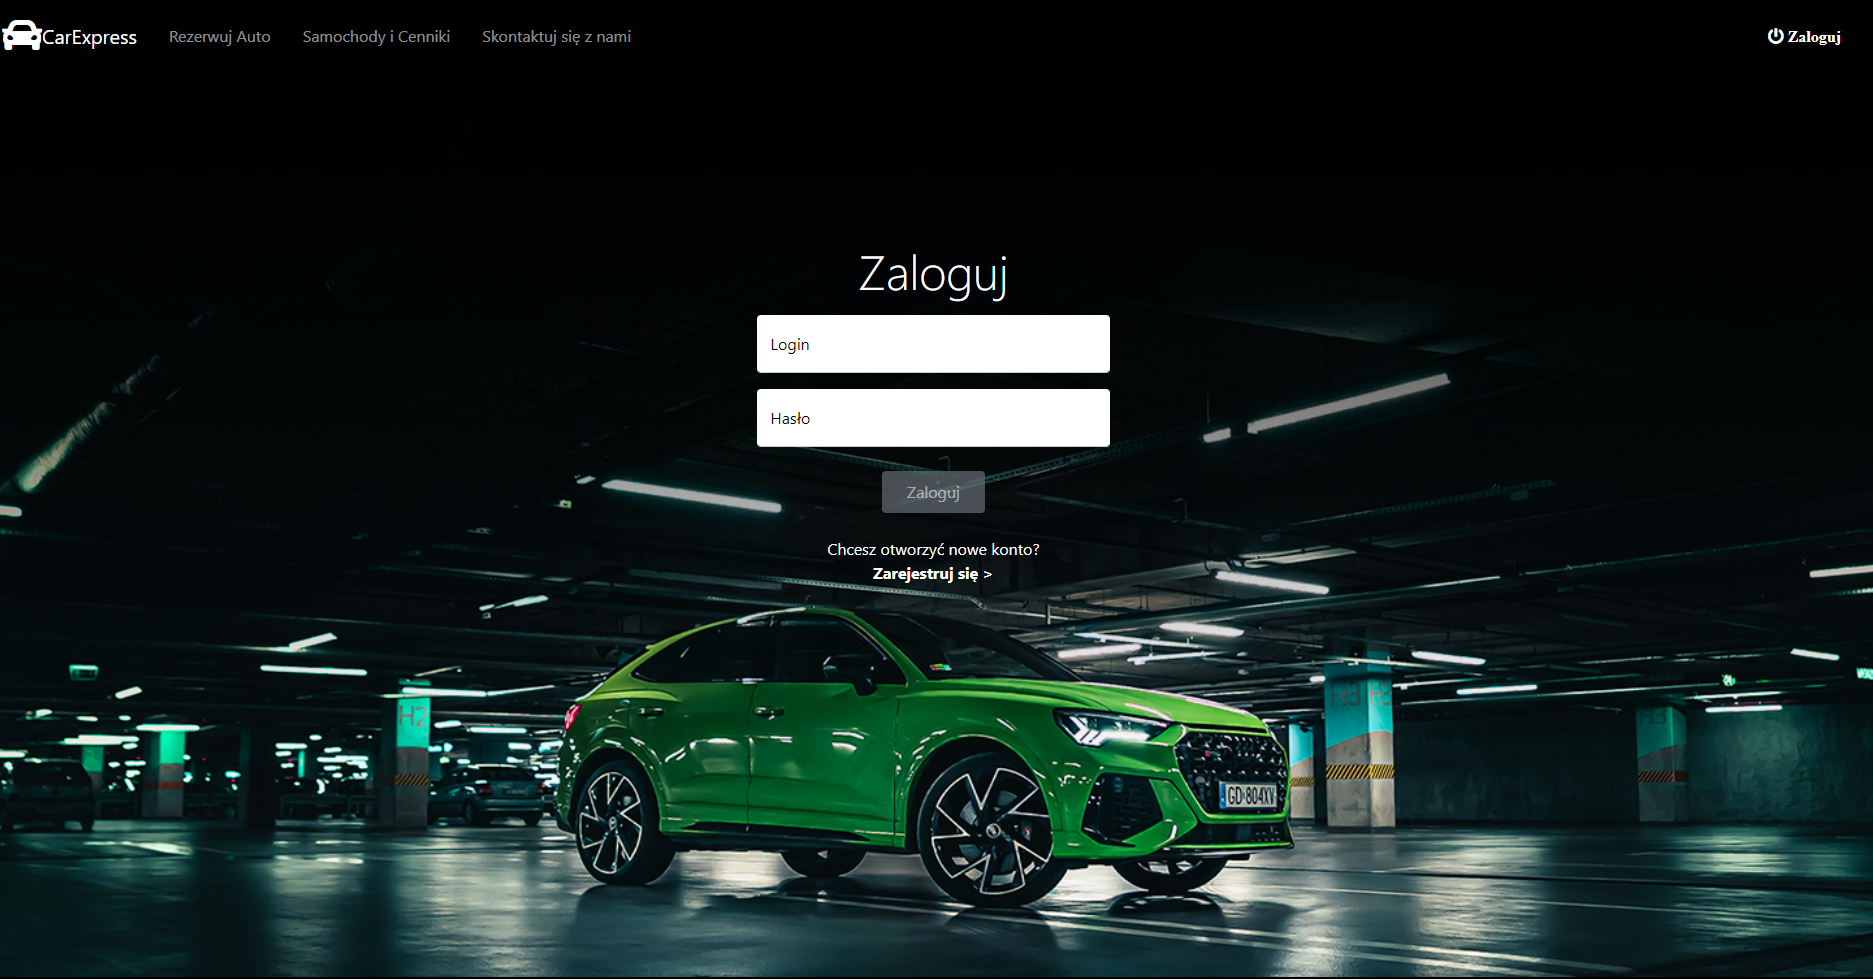 CarExpress
Rezerwuj Auto
Samochody i Cenniki
Skontaktuj się z nami
Zaloguj
Zaloguj
Login
Hasło
Zaloguj
Chcesz otworzyć nowe konto?
Zarejestruj się >
H2
H3
H3
H3
GD 804XV